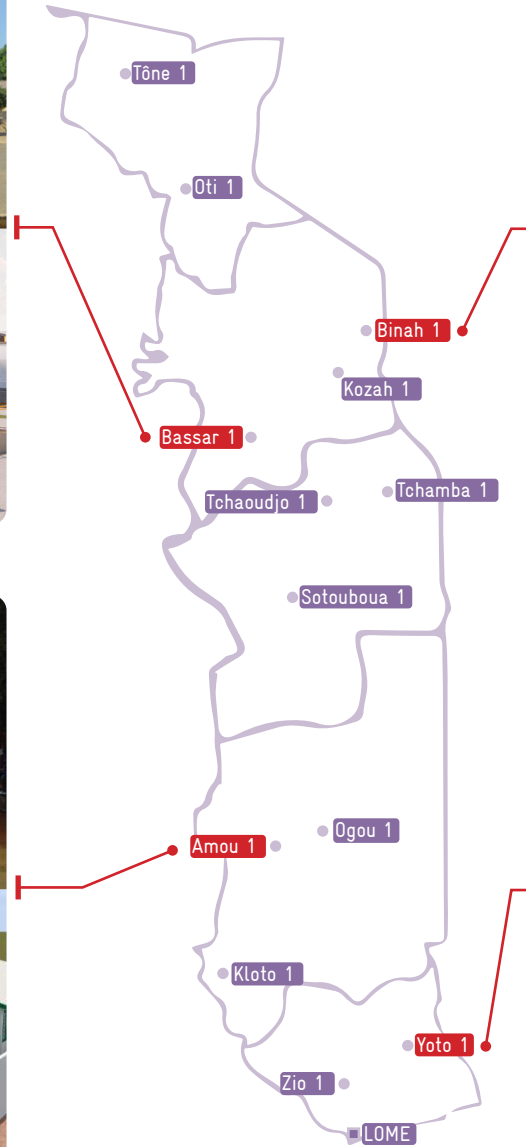 Tône 1
Oti 1
Binah 1
Kozah 1
Bassar 1
Tchamba 1
Tchaoudjo 1
Sotouboua 1
Ogou 1
Amou 1
Kloto 1
Yoto 1
Zio 1
LOME